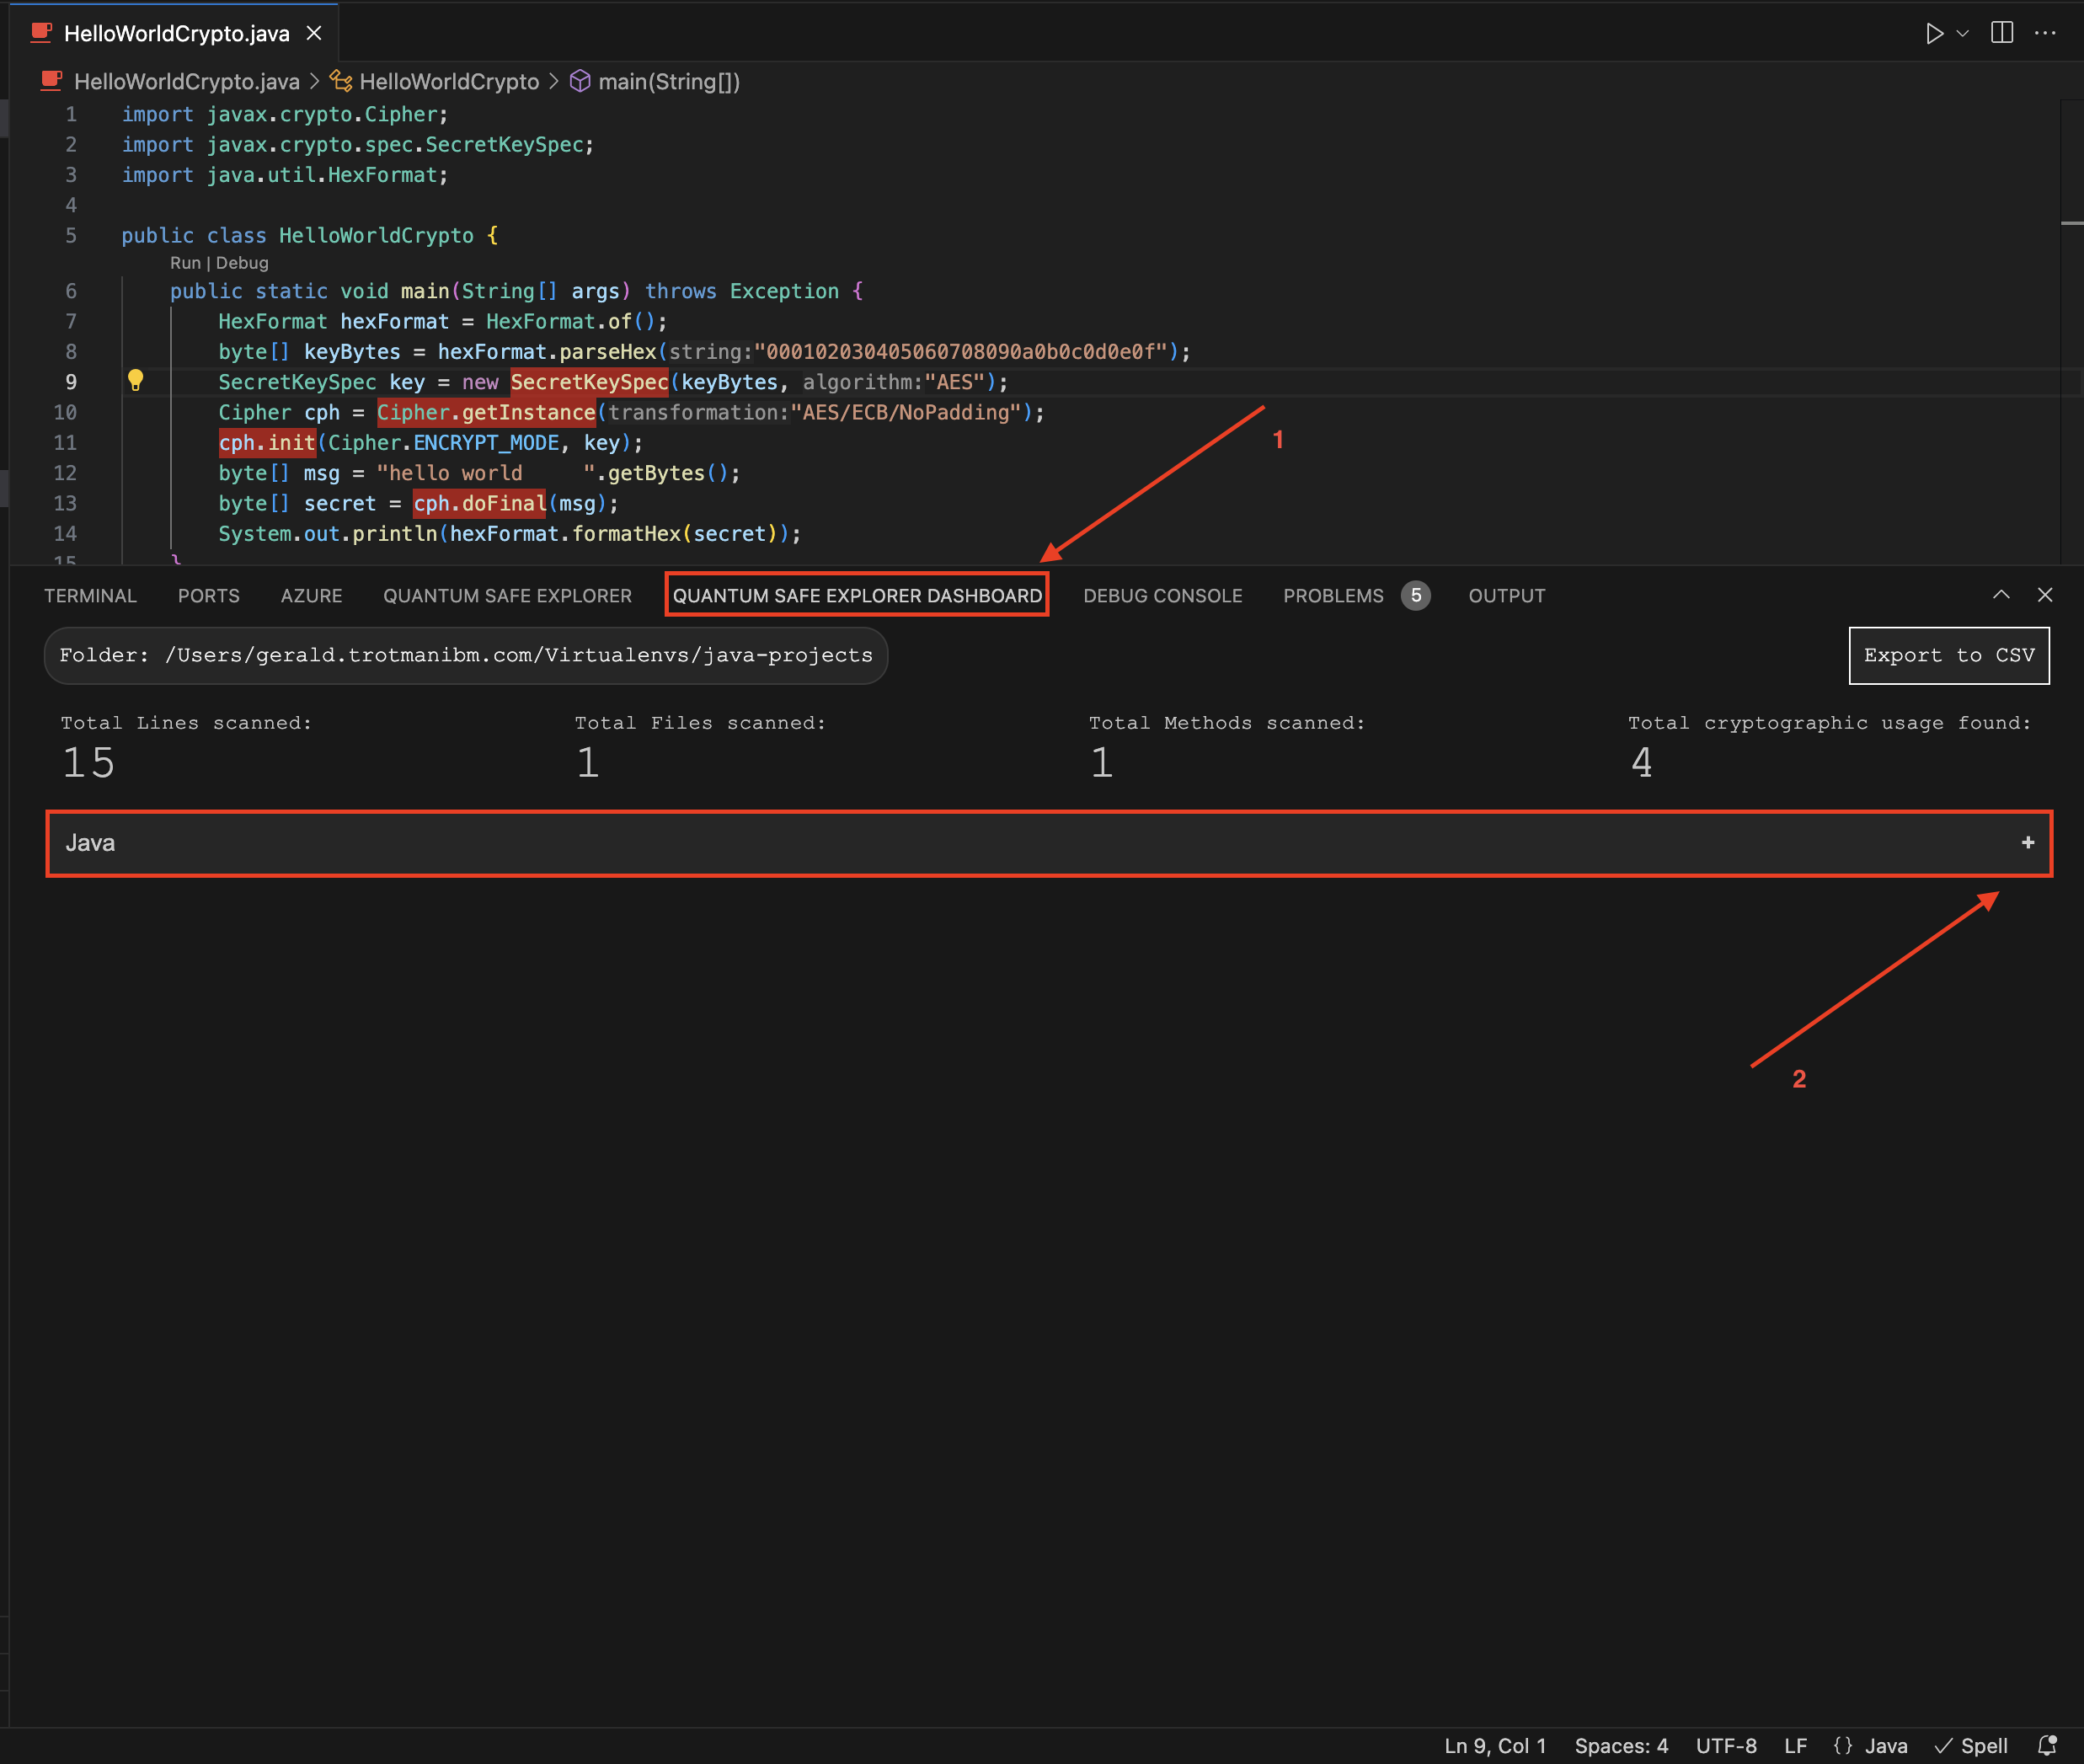 HelloWorldCrypto.java
HelloWorldCrypto.java > HelloWorldCrypto > main(String[])
1 import javax.crypto.Cipher;
2 import javax.crypto.spec.SecretKeySpec;
3 import java.util.HexFormat;
4
5 public class HelloWorldCrypto {
Run | Debug
6 public static void main(String[] args) throws Exception {
7 HexFormat hexFormat = HexFormat.of();
8 byte[] keyBytes = hexFormat.parseHex(string:"000102030405060708090a0b0c0d0e0f");
9 SecretKeySpec key = new SecretKeySpec(keyBytes, algorithm:"AES");
10 Cipher cph = Cipher.getInstance(transformation:"AES/ECB/NoPadding");
11 cph.init(Cipher.ENCRYPT_MODE, key);
12 byte[] msg = "hello world     ".getBytes();
13 byte[] secret = cph.doFinal(msg);
14 System.out.println(hexFormat.formatHex(secret));
15 }
1
TERMINAL PORTS AZURE QUANTUM SAFE EXPLORER QUANTUM SAFE EXPLORER DASHBOARD DEBUG CONSOLE PROBLEMS 5 OUTPUT
Folder: /Users/gerald.trotmanibm.com/Virtualenvs/java-projects Export to CSV
Total Lines scanned: Total Files scanned: Total Methods scanned: Total cryptographic usage found:
15 1 1 4
Java +
2
Ln 9, Col 1 Spaces: 4 UTF-8 LF {} Java ✓ Spell